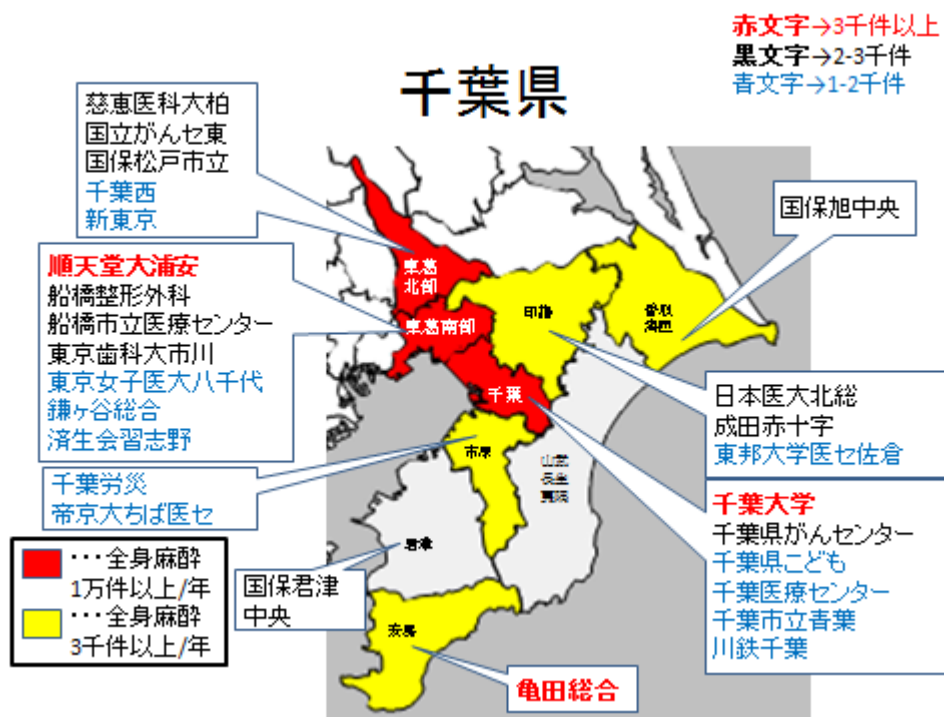 赤文字→3千件以上
黒文字→2-3千件
青文字→1-2千件
千葉県
慈恵医科大柏
国立がんセ東
国保松戸市立
千葉西
新東京
国保旭中央
順天堂大浦安
船橋整形外科
船橋市立医療センター
東京歯科大市川
東京女子医大八千代
鎌ヶ谷総合
済生会習志野
東葛
北部
東葛南部
印旛
香取
海匝
千葉
市原
山武
長生
夷隅
君津
安房
日本医大北総
成田赤十字
東邦大学医セ佐倉
千葉労災
帝京大ちば医セ
千葉大学
千葉県がんセンター
千葉県こども
千葉医療センター
千葉市立青葉
川鉄千葉
･･･全身麻酔
1万件以上/年
･･･全身麻酔
3千件以上/年
国保君津
中央
亀田総合